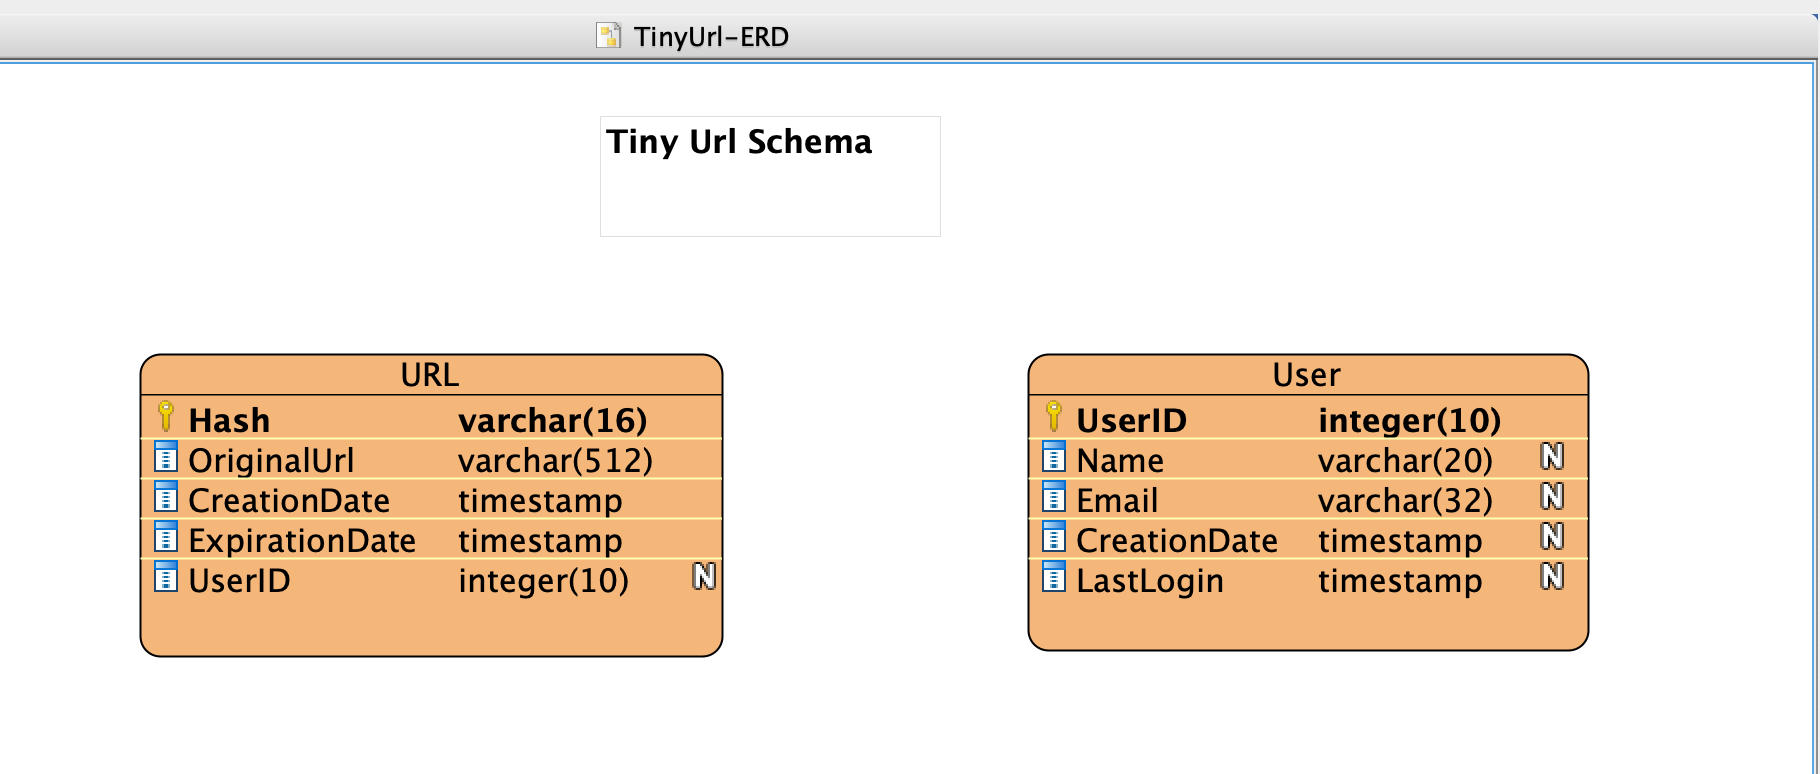 TinyUrl-ERD
Tiny Url Schema
URL
Hash varchar(16)
OriginalUrl varchar(512)
CreationDate timestamp
ExpirationDate timestamp
UserID integer(10) N
User
UserID integer(10)
Name varchar(20) N
Email varchar(32) N
CreationDate timestamp N
LastLogin timestamp N